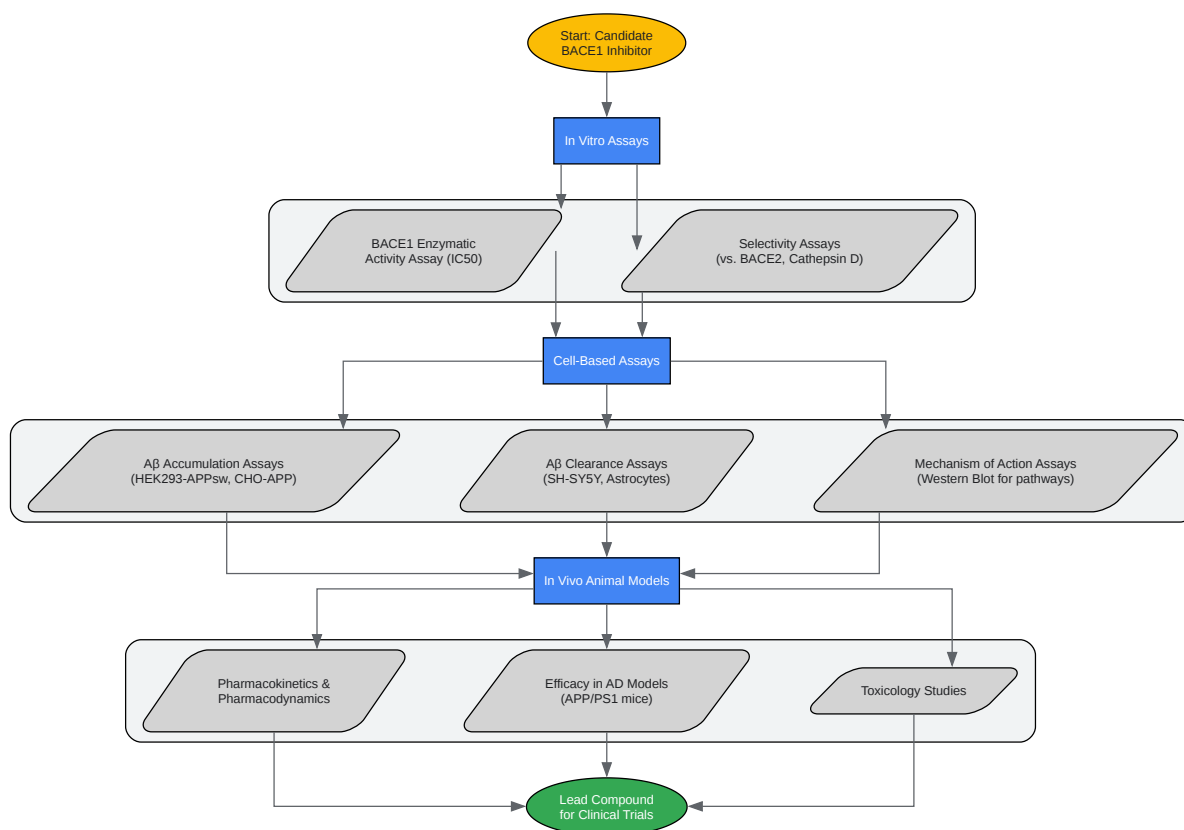 Start: Candidate
BACE1 Inhibitor
In Vitro Assays
BACE1 Enzymatic
Activity Assay (IC50)
Selectivity Assays
(vs. BACE2, Cathepsin D)
Cell-Based Assays
Aβ Accumulation Assays
(HEK293-APPsw, CHO-APP)
Aβ Clearance Assays
(SH-SY5Y, Astrocytes)
Mechanism of Action Assays
(Western Blot for pathways)
In Vivo Animal Models
Pharmacokinetics &
Pharmacodynamics
Efficacy in AD Models
(APP/PS1 mice)
Toxicology Studies
Lead Compound
for Clinical Trials